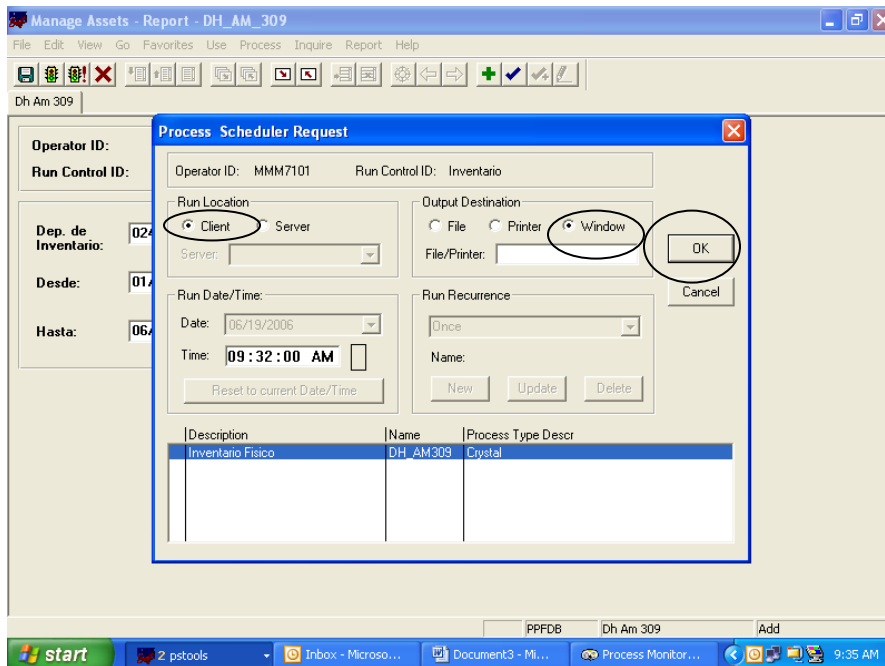 Manage Assets - Report - DH_AM_309
File Edit View Go Favorites Use Process Inquire Report Help
Dh Am 309
Operator ID:
Run Control ID:
Dep. de Inventario:
024
Desde:
01/
Hasta:
06/
Process Scheduler Request
Operator ID: MMM7101 Run Control ID: Inventario
Run Location
Client Server
Server:
Output Destination
File Printer Window
File/Printer:
OK
Cancel
Run Date/Time:
Date: 06/19/2006
Time: 09:32:00 AM
Reset to current Date/Time
Run Recurrence
Once
Name:
New Update Delete
Description Name Process Type Descr
Inventario Fisico DH_AM309 Crystal
PPFDB Dh Am 309 Add
start 2 pstools Inbox - Microso... Document3 - Mi... Process Monitor... 9:35 AM